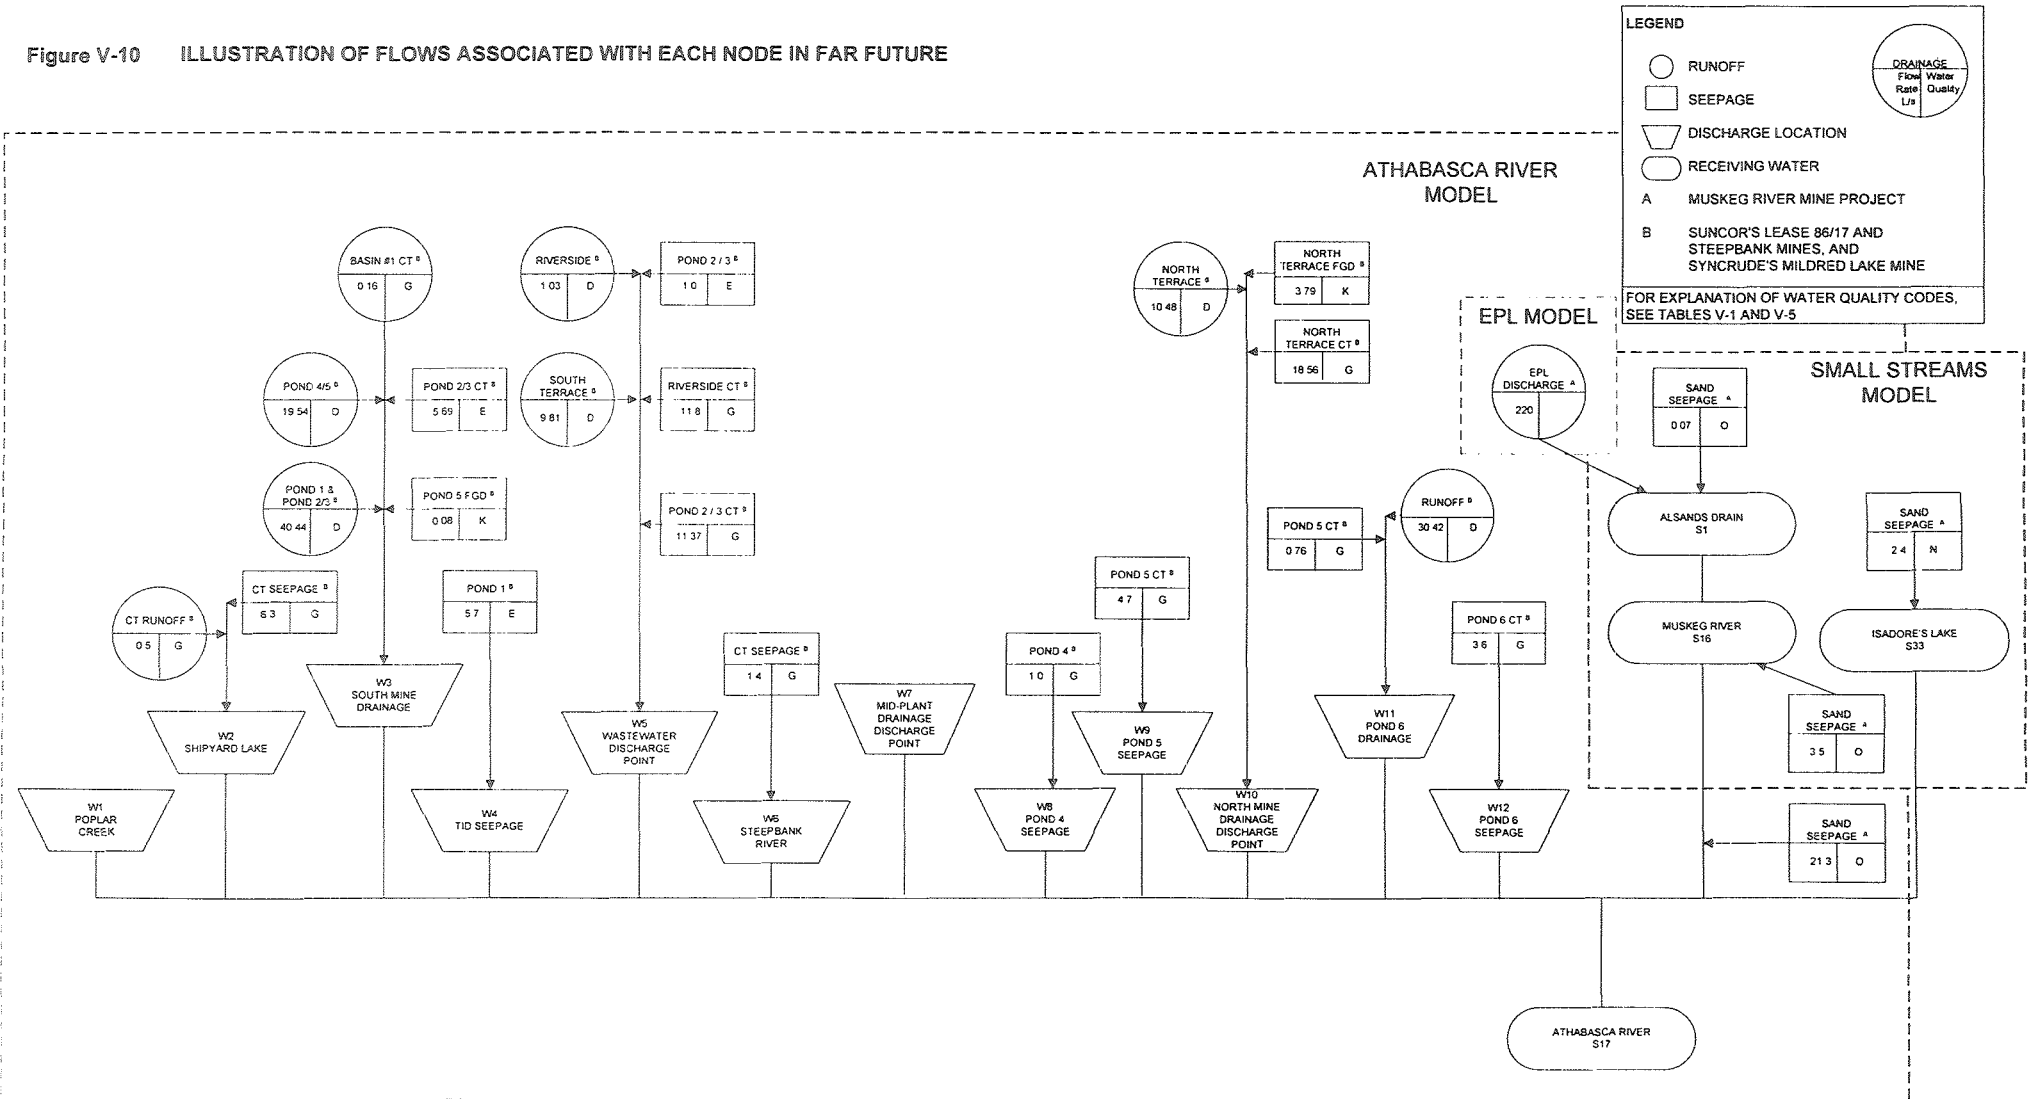 Figure V-10 ILLUSTRATION OF FLOWS ASSOCIATED WITH EACH NODE IN FAR FUTURE
LEGEND
RUNOFF
SEEPAGE
DISCHARGE LOCATION
RECEIVING WATER
A MUSKEG RIVER MINE PROJECT
B SUNCOR'S LEASE 86/17 AND
STEEPBANK MINES, AND
SYNCRUDE'S MILDRED LAKE MINE
FOR EXPLANATION OF WATER QUALITY CODES,
SEE TABLES V-1 AND V-5
DRAINAGE
Flow Water
Rate Quality
L/s
ATHABASCA RIVER
MODEL
EPL MODEL
SMALL STREAMS
MODEL
BASIN #1 CT B
0 16 G
POND 4/5 B
19 54 D
POND 2/3 CT B
5 69 E
POND 1 &
POND 2/3 B
40 44 D
POND 5 FGD B
0 08 K
CT RUNOFF B
0 5 G
CT SEEPAGE B
6 3 G
POND 1 B
5 7 E
RIVERSIDE B
1 03 D
POND 2 / 3 B
1 0 E
SOUTH
TERRACE B
9 81 D
RIVERSIDE CT B
11 8 G
POND 2 / 3 CT B
11 37 G
CT SEEPAGE B
1 4 G
POND 4 B
1 0 G
POND 5 CT B
4 7 G
NORTH
TERRACE B
10 48 D
NORTH
TERRACE FGD B
3 79 K
NORTH
TERRACE CT B
18 56 G
POND 5 CT B
0 76 G
RUNOFF B
30 42 D
POND 6 CT B
3 6 G
EPL
DISCHARGE A
220
SAND
SEEPAGE A
0 07 O
SAND
SEEPAGE A
2 4 N
ALSANDS DRAIN
S1
MUSKEG RIVER
S16
ISADORE'S LAKE
S33
SAND
SEEPAGE A
3 5 O
SAND
SEEPAGE A
21 3 O
W1
POPLAR
CREEK
W2
SHIPYARD LAKE
W3
SOUTH MINE
DRAINAGE
W4
TID SEEPAGE
W5
WASTEWATER
DISCHARGE
POINT
W6
STEEPBANK
RIVER
W7
MID-PLANT
DRAINAGE
DISCHARGE
POINT
W8
POND 4
SEEPAGE
W9
POND 5
SEEPAGE
W10
NORTH MINE
DRAINAGE
DISCHARGE
POINT
W11
POND 6
DRAINAGE
W12
POND 6
SEEPAGE
ATHABASCA RIVER
S17